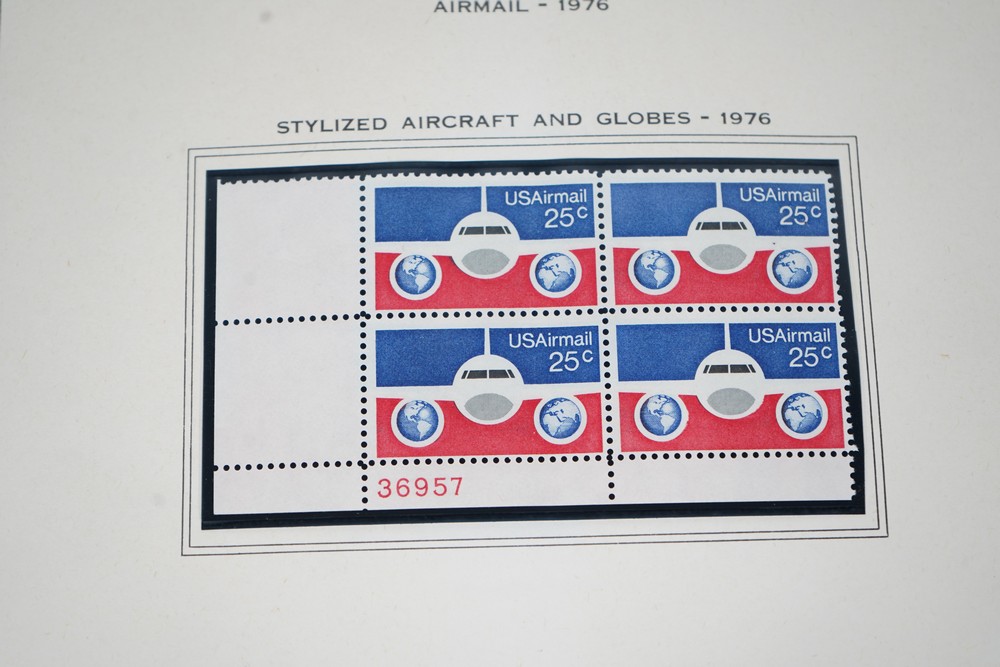 AIRMAIL - 1976
STYLIZED AIRCRAFT AND GLOBES - 1976
USAirmail
25c
USAirmail
25c
USAirmail
25c
USAirmail
25c
36957